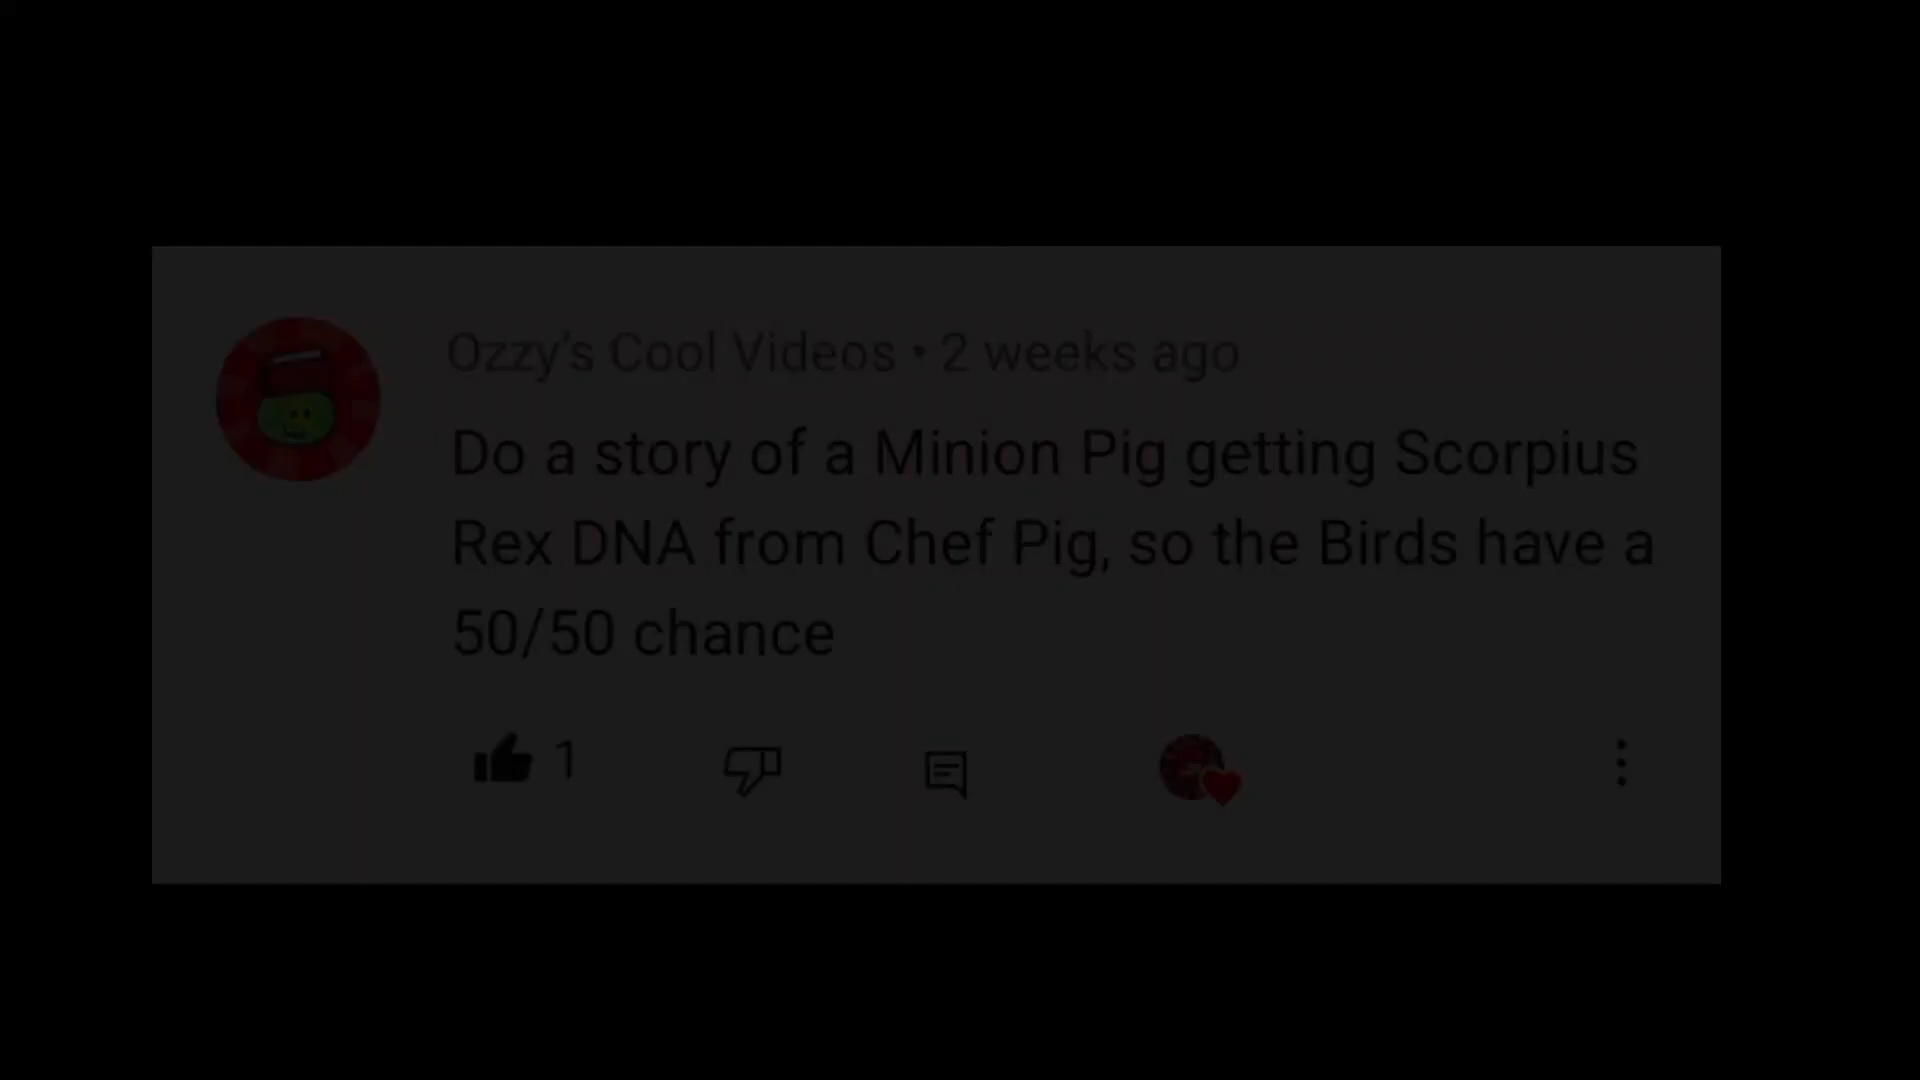 Ozzy's Cool Videos • 2 weeks ago
Do a story of a Minion Pig getting Scorpius
Rex DNA from Chef Pig, so the Birds have a
50/50 chance
1